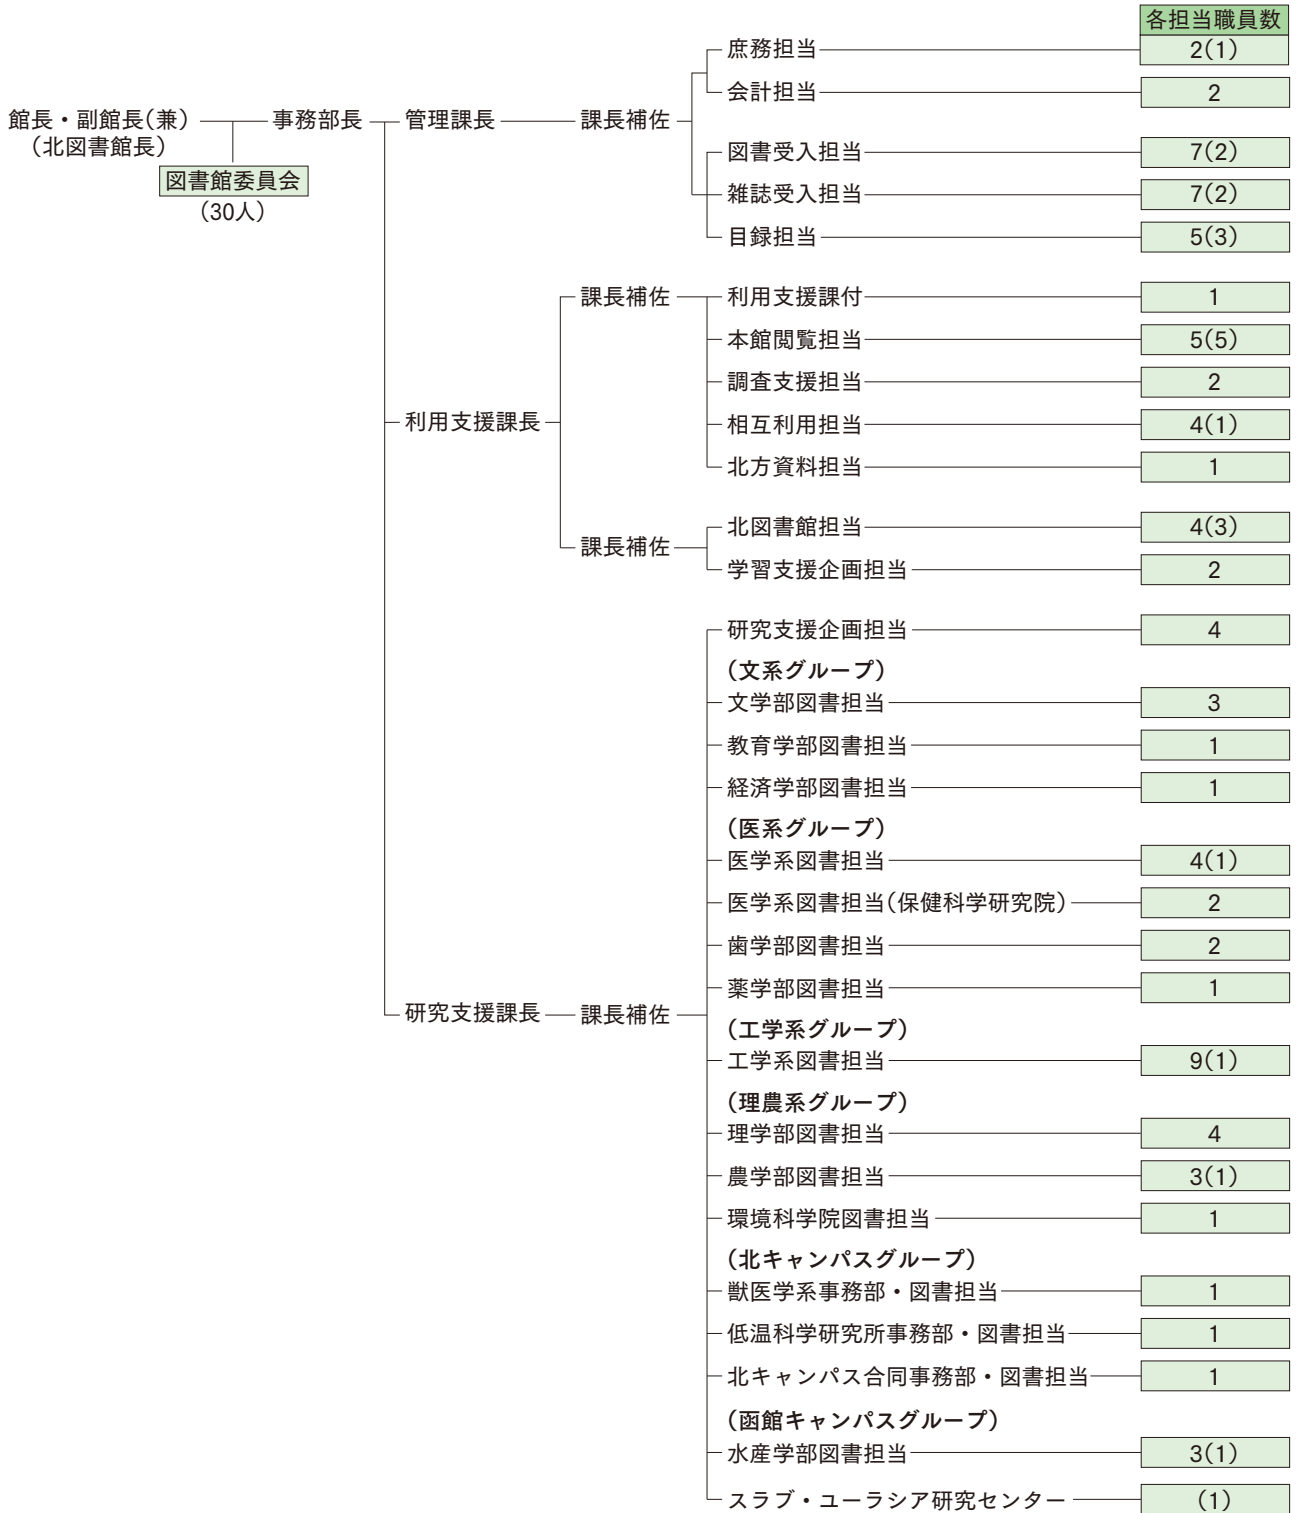 各担当職員数
庶務担当 2(1)
会計担当 2
館長・副館長(兼) 事務部長 管理課長 課長補佐
(北図書館長)
図書館委員会
(30人)
図書受入担当 7(2)
雑誌受入担当 7(2)
目録担当 5(3)
課長補佐 利用支援課付 1
本館閲覧担当 5(5)
調査支援担当 2
利用支援課長 相互利用担当 4(1)
北方資料担当 1
北図書館担当 4(3)
課長補佐
学習支援企画担当 2
研究支援企画担当 4
(文系グループ)
文学部図書担当 3
教育学部図書担当 1
経済学部図書担当 1
(医系グループ)
医学系図書担当 4(1)
医学系図書担当(保健科学研究院) 2
歯学部図書担当 2
薬学部図書担当 1
研究支援課長 課長補佐
(工学系グループ)
工学系図書担当 9(1)
(理農系グループ)
理学部図書担当 4
農学部図書担当 3(1)
環境科学院図書担当 1
(北キャンパスグループ)
獣医学系事務部・図書担当 1
低温科学研究所事務部・図書担当 1
北キャンパス合同事務部・図書担当 1
(函館キャンパスグループ)
水産学部図書担当 3(1)
スラブ・ユーラシア研究センター (1)